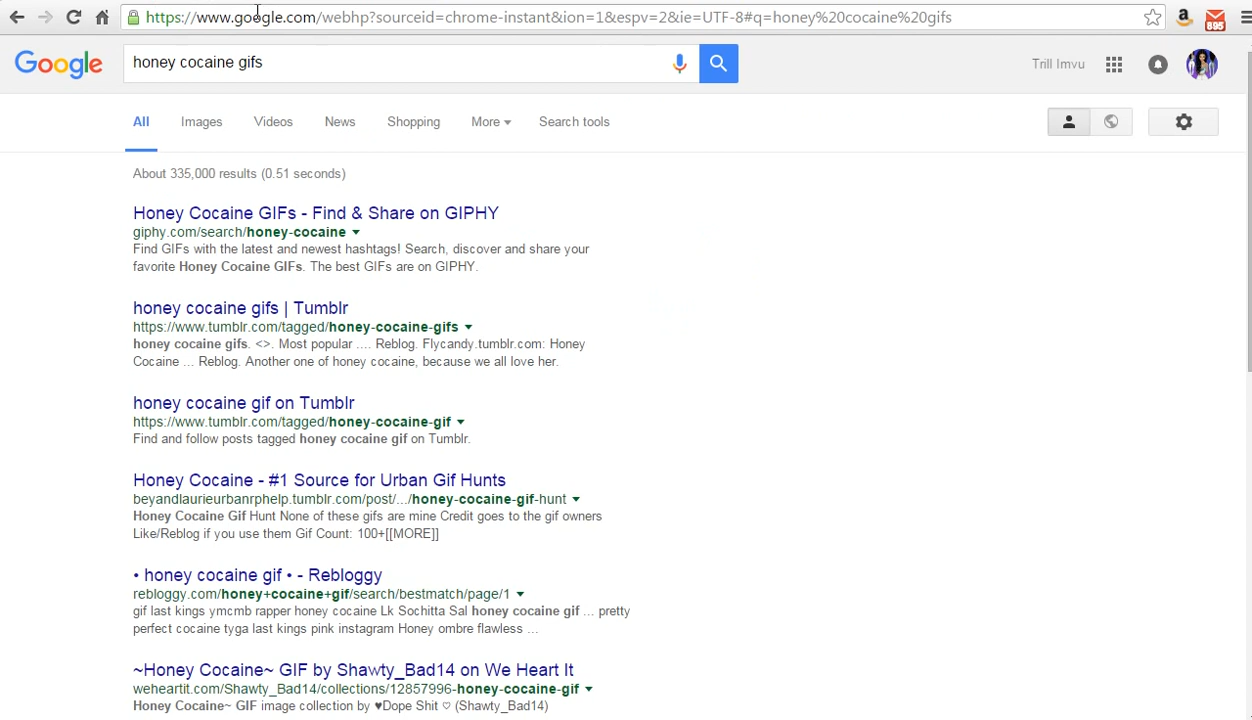 https://www.google.com/webhp?sourceid=chrome-instant&ion=1&espv=2&ie=UTF-8#q=honey%20cocaine%20gifs
895
Google
honey cocaine gifs
Trill Imvu
All Images Videos News Shopping More Search tools
About 335,000 results (0.51 seconds)
Honey Cocaine GIFs - Find & Share on GIPHY
giphy.com/search/honey-cocaine
Find GIFs with the latest and newest hashtags! Search, discover and share your
favorite Honey Cocaine GIFs. The best GIFs are on GIPHY.
honey cocaine gifs | Tumblr
https://www.tumblr.com/tagged/honey-cocaine-gifs
honey cocaine gifs. <>. Most popular .... Reblog. Flycandy.tumblr.com: Honey
Cocaine ... Reblog. Another one of honey cocaine, because we all love her.
honey cocaine gif on Tumblr
https://www.tumblr.com/tagged/honey-cocaine-gif
Find and follow posts tagged honey cocaine gif on Tumblr.
Honey Cocaine - #1 Source for Urban Gif Hunts
beyandlaurieurbanrphelp.tumblr.com/post/.../honey-cocaine-gif-hunt
Honey Cocaine Gif Hunt None of these gifs are mine Credit goes to the gif owners
Like/Reblog if you use them Gif Count: 100+[[MORE]]
• honey cocaine gif • - Rebloggy
rebloggy.com/honey+cocaine+gif/search/bestmatch/page/1
gif last kings ymcmb rapper honey cocaine Lk Sochitta Sal honey cocaine gif ... pretty
perfect cocaine tyga last kings pink instagram Honey ombre flawless ...
~Honey Cocaine~ GIF by Shawty_Bad14 on We Heart It
weheartit.com/Shawty_Bad14/collections/12857996-honey-cocaine-gif
Honey Cocaine~ GIF image collection by ♥Dope Shit ♡ (Shawty_Bad14)